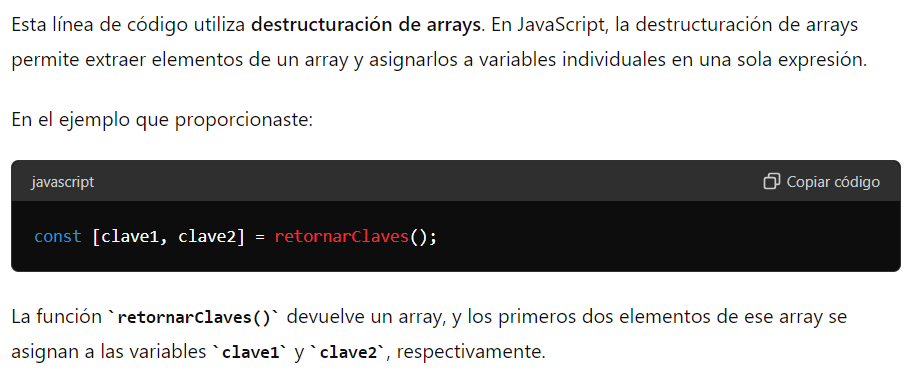 Esta línea de código utiliza destructuración de arrays. En JavaScript, la destructuración de arrays
permite extraer elementos de un array y asignarlos a variables individuales en una sola expresión.
En el ejemplo que proporcionaste:
javascript
Copiar código
const [clave1, clave2] = retornarClaves();
La función `retornarClaves()` devuelve un array, y los primeros dos elementos de ese array se
asignan a las variables `clave1` y `clave2`, respectivamente.